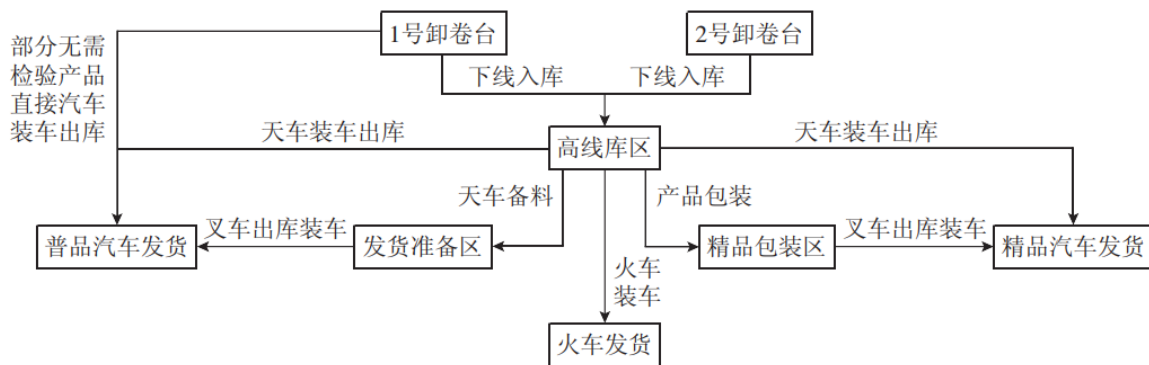 1号卸卷台
2号卸卷台
部分无需
检验产品
直接汽车
装车出库
下线入库
下线入库
天车装车出库
高线库区
天车装车出库
天车备料
产品包装
普品汽车发货
叉车出库装车
发货准备区
精品包装区
叉车出库装车
精品汽车发货
火车
装车
火车发货